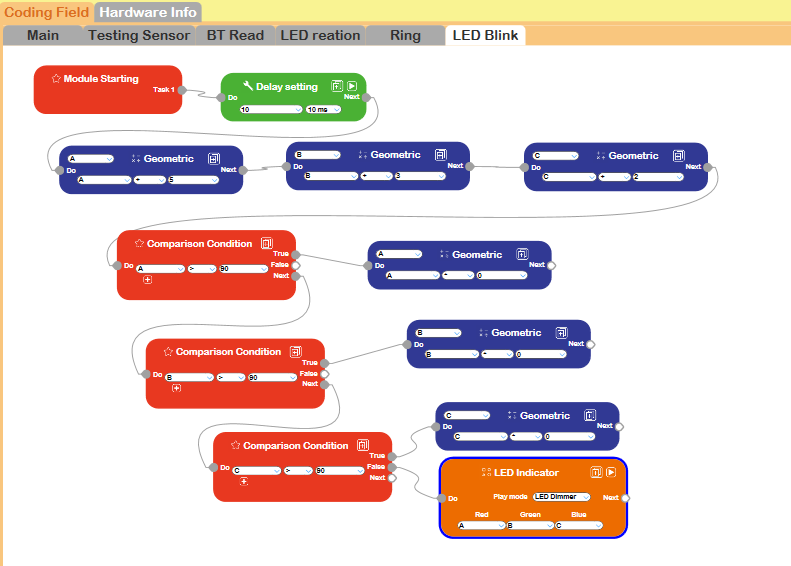 Coding Field Hardware Info
Main Testing Sensor BT Read LED reation Ring LED Blink
Module Starting
Task 1
Delay setting
Do Next
10 10 ms
A Geometric
Do Next
A + 5
B Geometric
Do Next
B + 3
C Geometric
Do Next
C + 2
Comparison Condition
True
Do A > 90 False
Next
A Geometric
Do Next
A * 0
Comparison Condition
True
Do B > 90 False
Next
B Geometric
Do Next
B * 0
Comparison Condition
True
Do C > 90 False
Next
C Geometric
Do Next
C * 0
LED Indicator
Do Play mode LED Dimmer Next
Red Green Blue
A B C